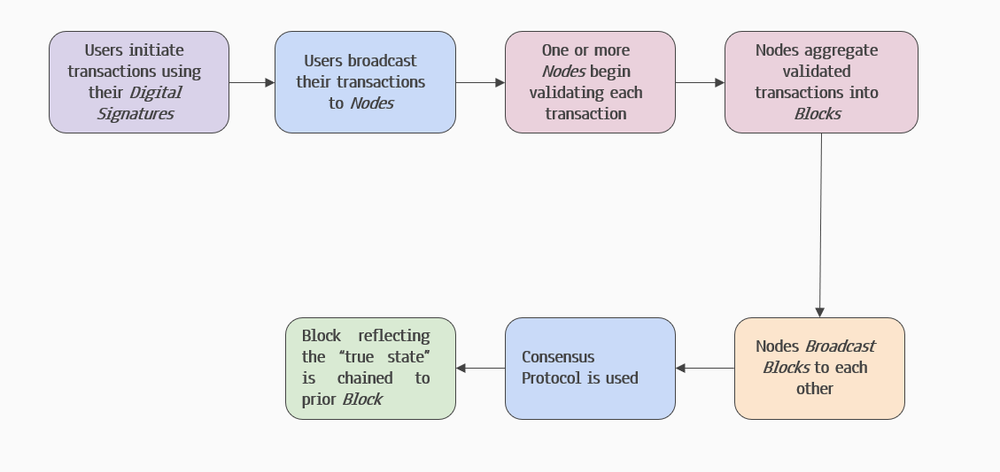 Users initiate
transactions using
their Digital
Signatures
Users broadcast
their transactions
to Nodes
One or more
Nodes begin
validating each
transaction
Nodes aggregate
validated
transactions into
Blocks
Nodes Broadcast
Blocks to each
other
Consensus
Protocol is used
Block reflecting
the “true state”
is chained to
prior Block